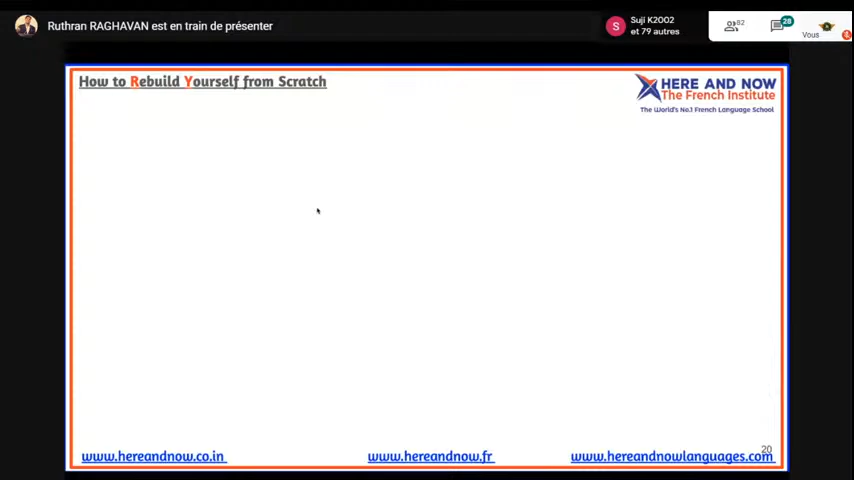 Ruthran RAGHAVAN est en train de présenter
S
Suji K2002
et 79 autres
82
28
Vous
How to Rebuild Yourself from Scratch
HERE AND NOW
The French Institute
The World's No.1 French Language School
20
www.hereandnow.co.in
www.hereandnow.fr
www.hereandnowlanguages.com